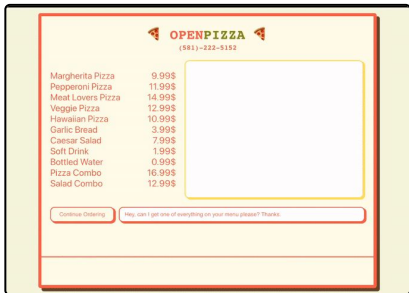 OPENPIZZA
(581)-222-5152
Margherita Pizza 9.99$
Pepperoni Pizza 11.99$
Meat Lovers Pizza 14.99$
Veggie Pizza 12.99$
Hawaiian Pizza 10.99$
Garlic Bread 3.99$
Caesar Salad 7.99$
Soft Drink 1.99$
Bottled Water 0.99$
Pizza Combo 16.99$
Salad Combo 12.99$
Continue Ordering Hey, can I get one of everything on your menu please? Thanks